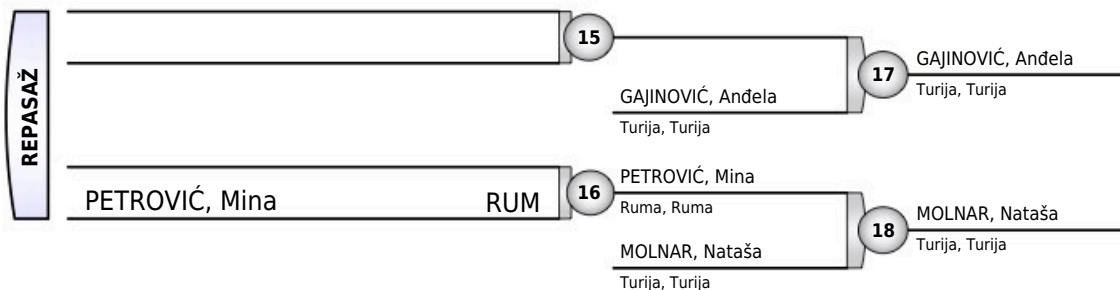 REPASAŽ
15
GAJINOVIĆ, Anđela
Turija, Turija
17
GAJINOVIĆ, Anđela
Turija, Turija
PETROVIĆ, Mina RUM
16
PETROVIĆ, Mina
Ruma, Ruma
MOLNAR, Nataša
Turija, Turija
18
MOLNAR, Nataša
Turija, Turija